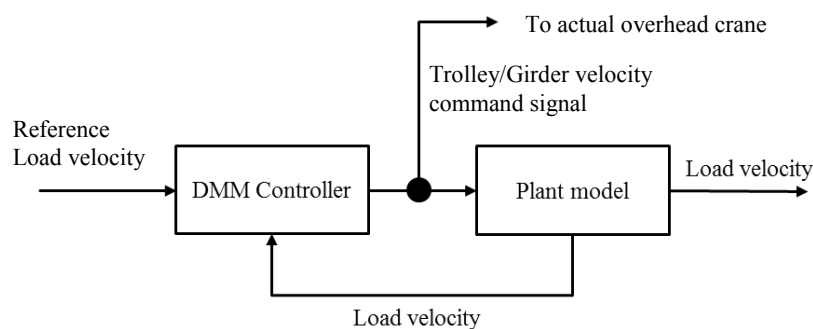 To actual overhead crane
Trolley/Girder velocity
command signal
Reference
Load velocity
DMM Controller
Plant model
Load velocity
Load velocity